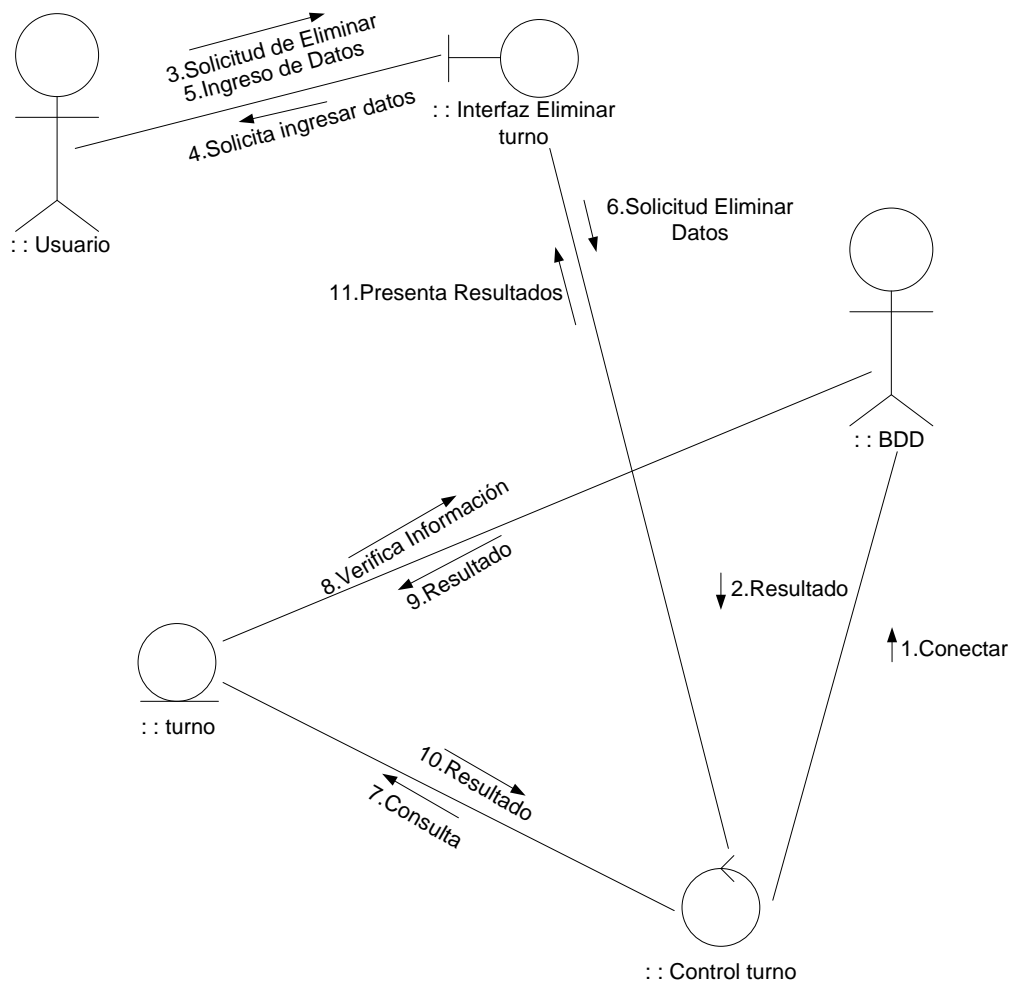 3.Solicitud de Eliminar
5.Ingreso de Datos
4.Solicita ingresar datos
: : Interfaz Eliminar
turno
: : Usuario
6.Solicitud Eliminar
Datos
11.Presenta Resultados
: : BDD
8.Verifica Información
9.Resultado
2.Resultado
1.Conectar
: : turno
10.Resultado
7.Consulta
: : Control turno